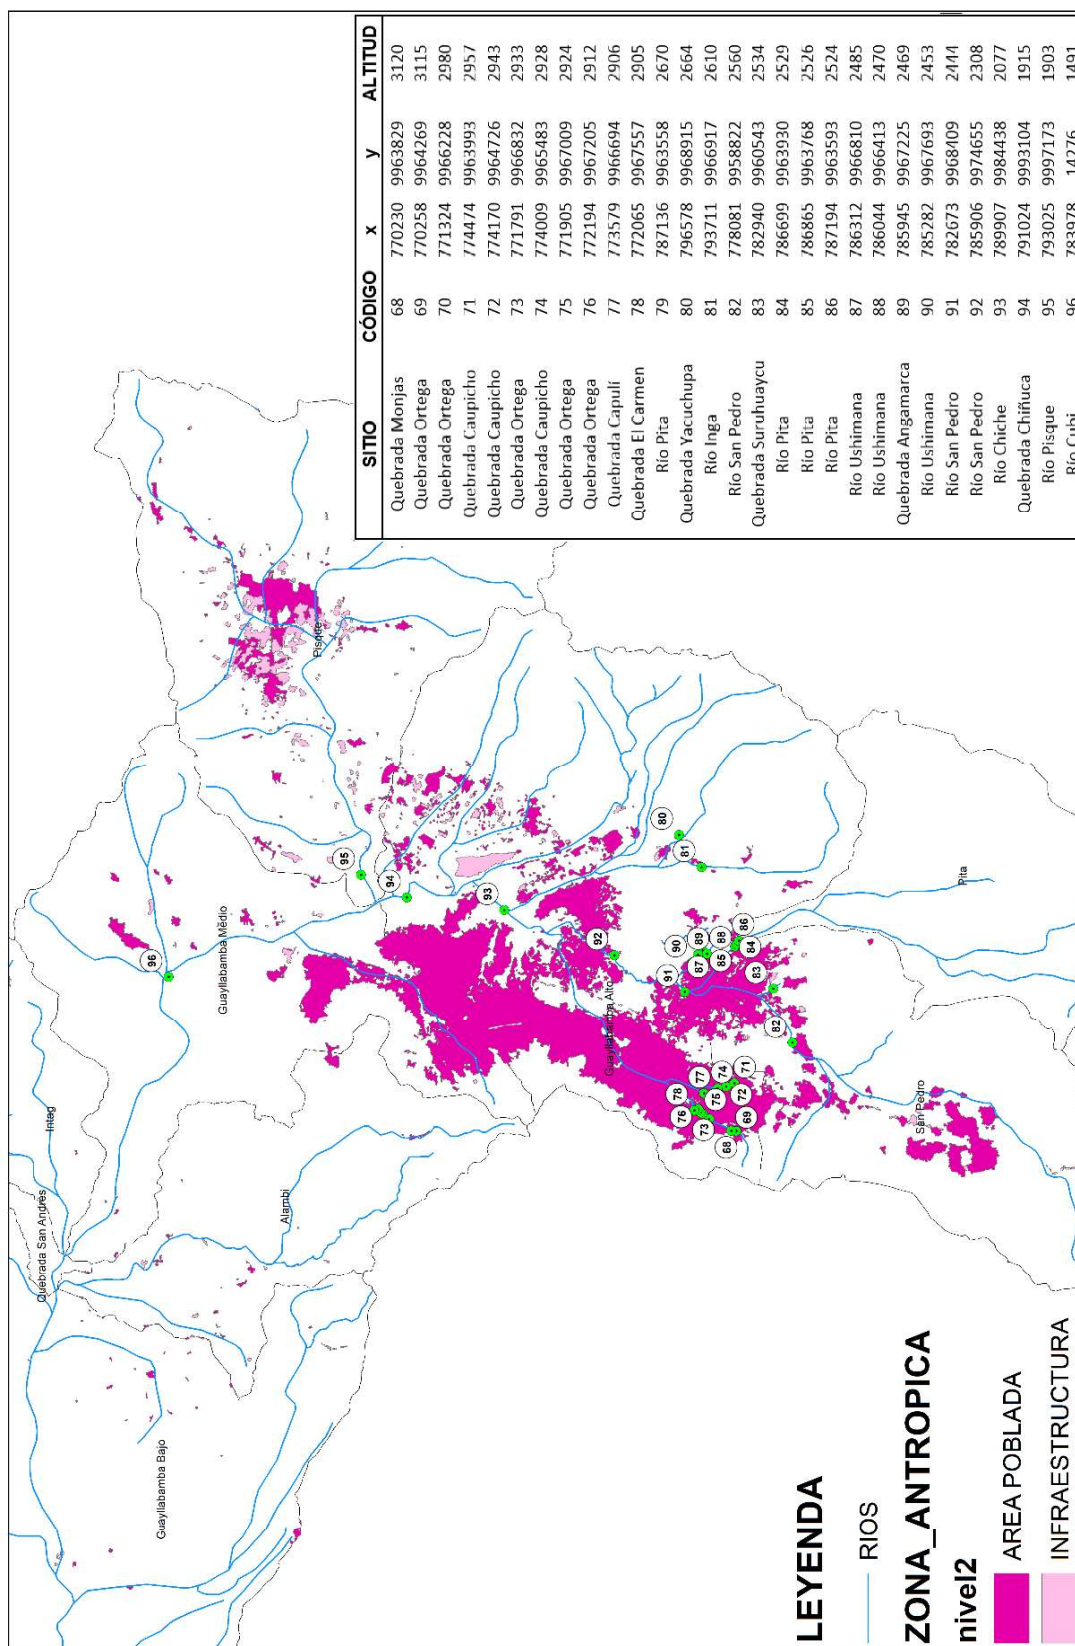 SITIO CÓDIGO x y ALTITUD
Quebrada Monjas 68 770230 9963829 3120
Quebrada Ortega 69 770258 9964269 3115
Quebrada Ortega 70 771324 9966228 2980
Quebrada Caupicho 71 774474 9963993 2957
Quebrada Caupicho 72 774170 9964726 2943
Quebrada Ortega 73 771791 9966832 2933
Quebrada Caupicho 74 774009 9965483 2928
Quebrada Ortega 75 771905 9967009 2924
Quebrada Ortega 76 772194 9967205 2912
Quebrada Capulí 77 773579 9966694 2906
Quebrada El Carmen 78 772065 9967557 2905
Río Pita 79 787136 9963558 2670
Quebrada Yacuchupa 80 796578 9968915 2664
Río Inga 81 793711 9966917 2610
Río San Pedro 82 778081 9958822 2560
Quebrada Suruhuaycu 83 782940 9960543 2534
Río Pita 84 786699 9963930 2529
Río Pita 85 786865 9963768 2526
Río Pita 86 787194 9963593 2524
Río Ushimana 87 786312 9966810 2485
Río Ushimana 88 786044 9966413 2470
Quebrada Angamarca 89 785945 9967225 2469
Río Ushimana 90 785282 9967693 2453
Río San Pedro 91 782673 9968409 2444
Río San Pedro 92 785906 9974655 2308
Río Chiche 93 789907 9984438 2077
Quebrada Chiñuca 94 791024 9993104 1915
Río Pisque 95 793025 9997173 1903
Río Cubi 96 783978 14276 1491
Quebrada San Andrés
Intag
Guayllabamba Bajo
Alambi
Guayllabamba Médio
Pisque
Guayllabamba Alto
San Pedro
Pita
96
95
94
93
92
91
90
89
87
88
85
86
84
83
82
81
80
78
77
76
75
74
73
72
71
69
68
LEYENDA
RIOS
ZONA_ANTROPICA
nivel2
AREA POBLADA
INFRAESTRUCTURA